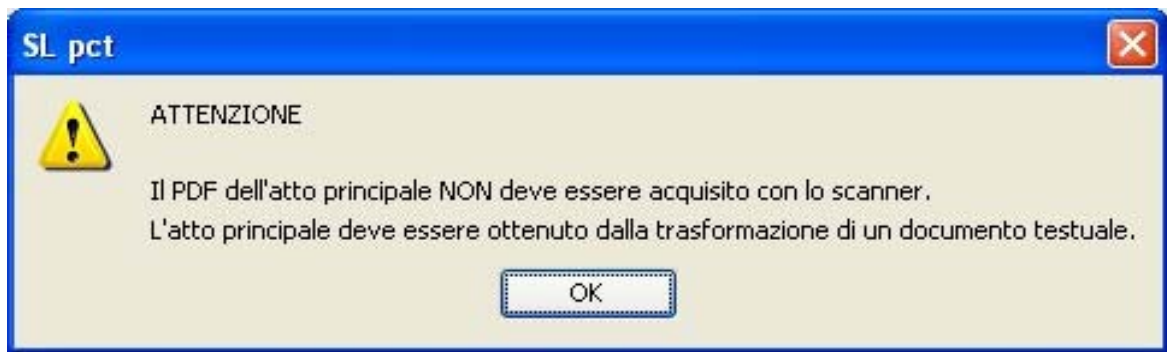 SL pct
ATTENZIONE
Il PDF dell'atto principale NON deve essere acquisito con lo scanner.
L'atto principale deve essere ottenuto dalla trasformazione di un documento testuale.
OK